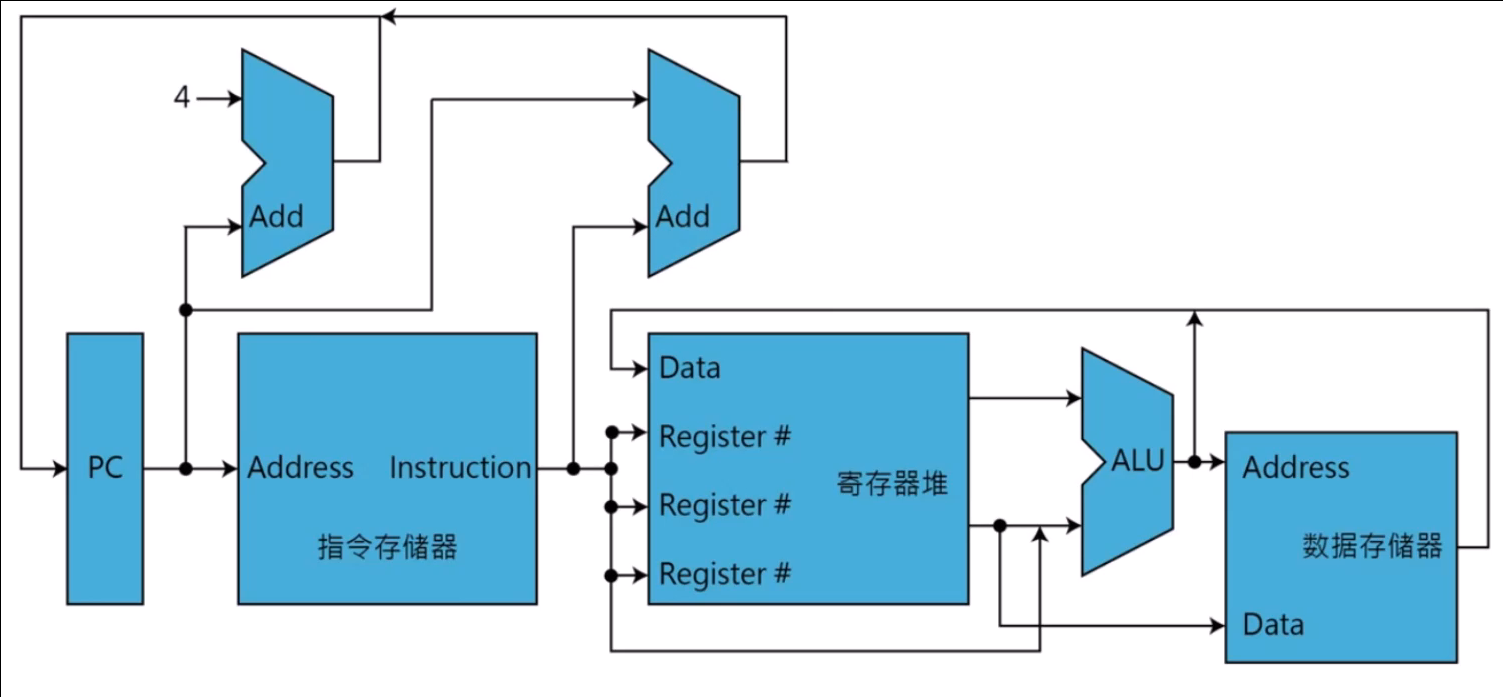 4
Add
Add
PC
Address
Instruction
指令存储器
Data
Register #
Register #
Register #
寄存器堆
ALU
Address
数据存储器
Data